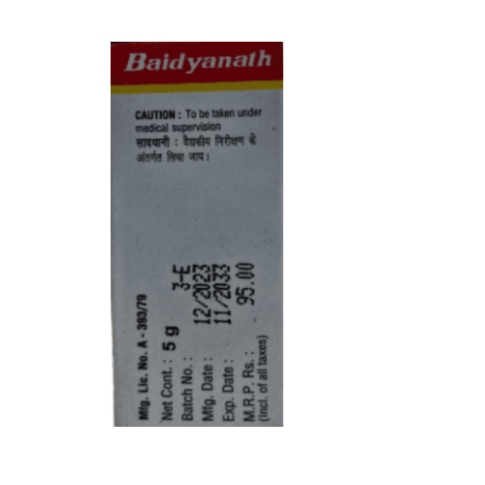 Baidyanath
CAUTION : To be taken under
medical supervision
सावधानी : वैद्यकीय निरीक्षण के
अंतर्गत लिया जाय।
Mfg. Lic. No. A - 393/79
Net Cont. : 5 g
Batch No. : 3-E
Mfg. Date : 12/2023
Exp. Date : 11/2033
M.R.P. Rs. : 95.00
(Incl. of all taxes)